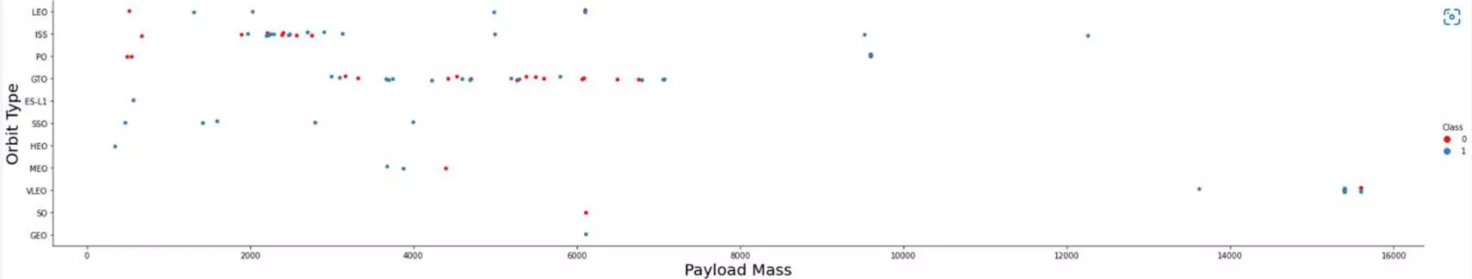 LEO
ISS
PO
GTO
ES-L1
SSO
HEO
MEO
VLEO
SO
GEO
Orbit Type
0 2000 4000 6000 8000 10000 12000 14000 16000
Payload Mass
Class
0
1